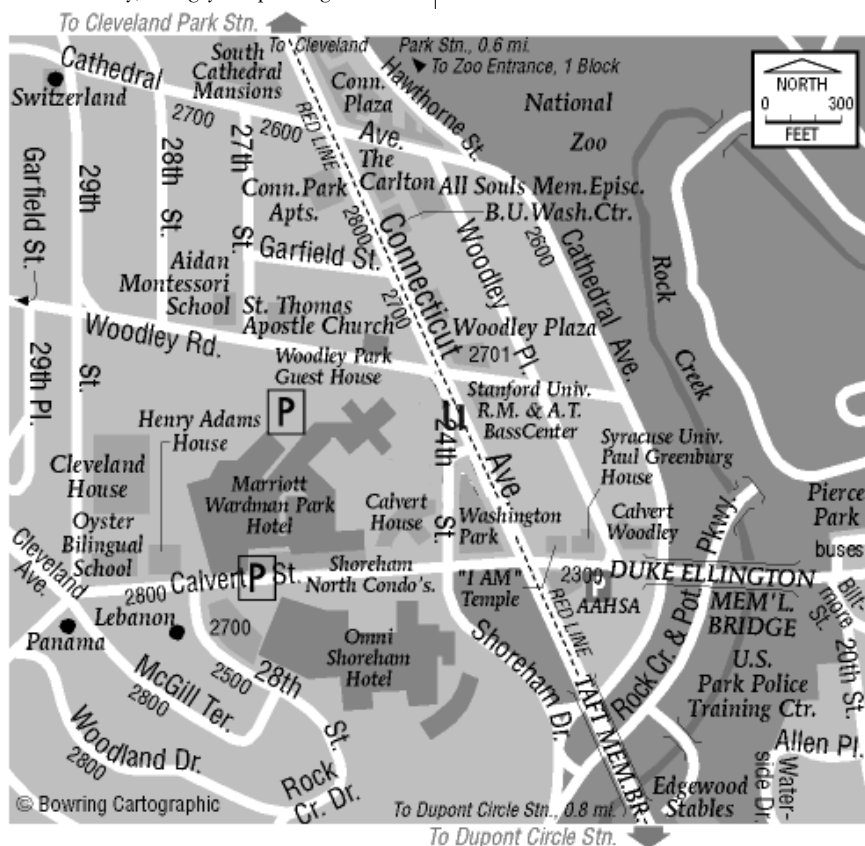 To Cleveland Park Stn.
To Cleveland Park Stn., 0.6 mi.
To Zoo Entrance, 1 Block
NORTH
0 300
FEET
Cathedral Ave.
Switzerland
South
Cathedral
Mansions
Conn.
Plaza
Hawthorne St.
National
Zoo
2700
2600
RED LINE
29th St.
28th St.
27th St.
Garfield St.
The
Carlton
Conn.Park
Apts.
2800
All Souls Mem.Episc.
B.U.Wash.Ctr.
Connecticut Ave.
Woodley Pl.
2600
Cathedral Ave.
Rock
Creek
Garfield St.
Aidan
Montessori
School
2700
St. Thomas
Apostle Church
Woodley Rd.
Woodley Plaza
2701
Woodley Park
Guest House
29th Pl.
P
Stanford Univ.
R.M. & A.T.
BassCenter
Henry Adams
House
24th St.
Syracuse Univ.
Paul Greenburg
House
Cleveland
House
Marriott
Wardman Park
Hotel
Calvert
House
Washington
Park
Calvert
Woodley
Pierce
Park
Oyster
Bilingual
School
buses
Cleveland Ave.
2800
Calvert St.
P
Shoreham
North Condo's.
"I AM"
Temple
2300
P
AAHSA
DUKE ELLINGTON
MEM'L.
BRIDGE
Bilt-
more St.
20th St.
Panama
Lebanon
2700
2500
28th St.
Omni
Shoreham
Hotel
Shoreham Dr.
RED LINE
TAFT MEM.BR.
Rock Cr. & Pot. Pkwy.
U.S.
Park Police
Training Ctr.
McGill Ter.
2800
Woodland Dr.
2800
Rock
Cr. Dr.
Allen Pl.
Water-
side Dr.
Edgewood
Stables
© Bowring Cartographic
To Dupont Circle Stn., 0.8 mi.
To Dupont Circle Stn.